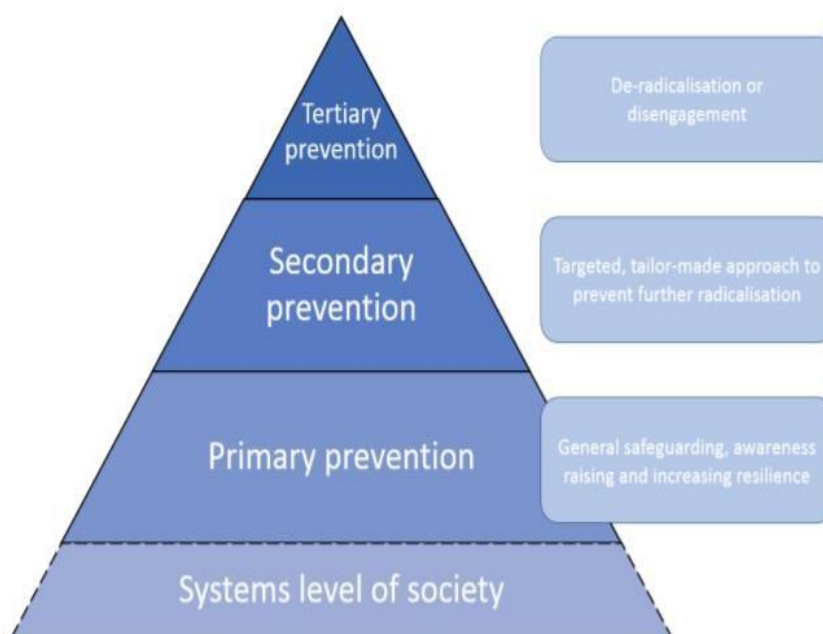 Tertiary
prevention
De-radicalisation or
disengagement
Secondary
prevention
Targeted, tailor-made approach to
prevent further radicalisation
Primary prevention
General safeguarding, awareness
raising and increasing resilience
Systems level of society